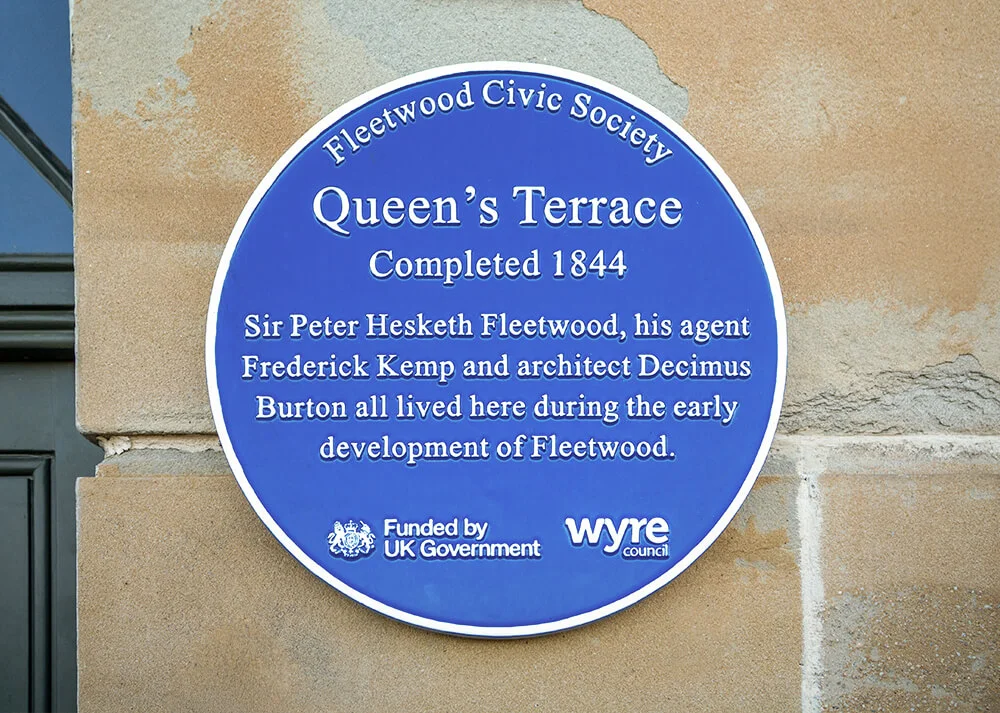 Fleetwood Civic Society
Queen's Terrace
Completed 1844
Sir Peter Hesketh Fleetwood, his agent
Frederick Kemp and architect Decimus
Burton all lived here during the early
development of Fleetwood.
Funded by
UK Government
wyre
council